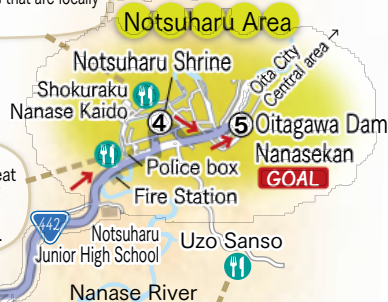 s that are locally
Notsuharu Area
Oita City
Central area →
Notsuharu Shrine
Shokuraku
Nanase Kaido
④
⑤
Oitagawa Dam
Nanasekan
GOAL
Police box
eat
Fire Station
442
Notsuharu
Junior High School
Uzo Sanso
Nanase River